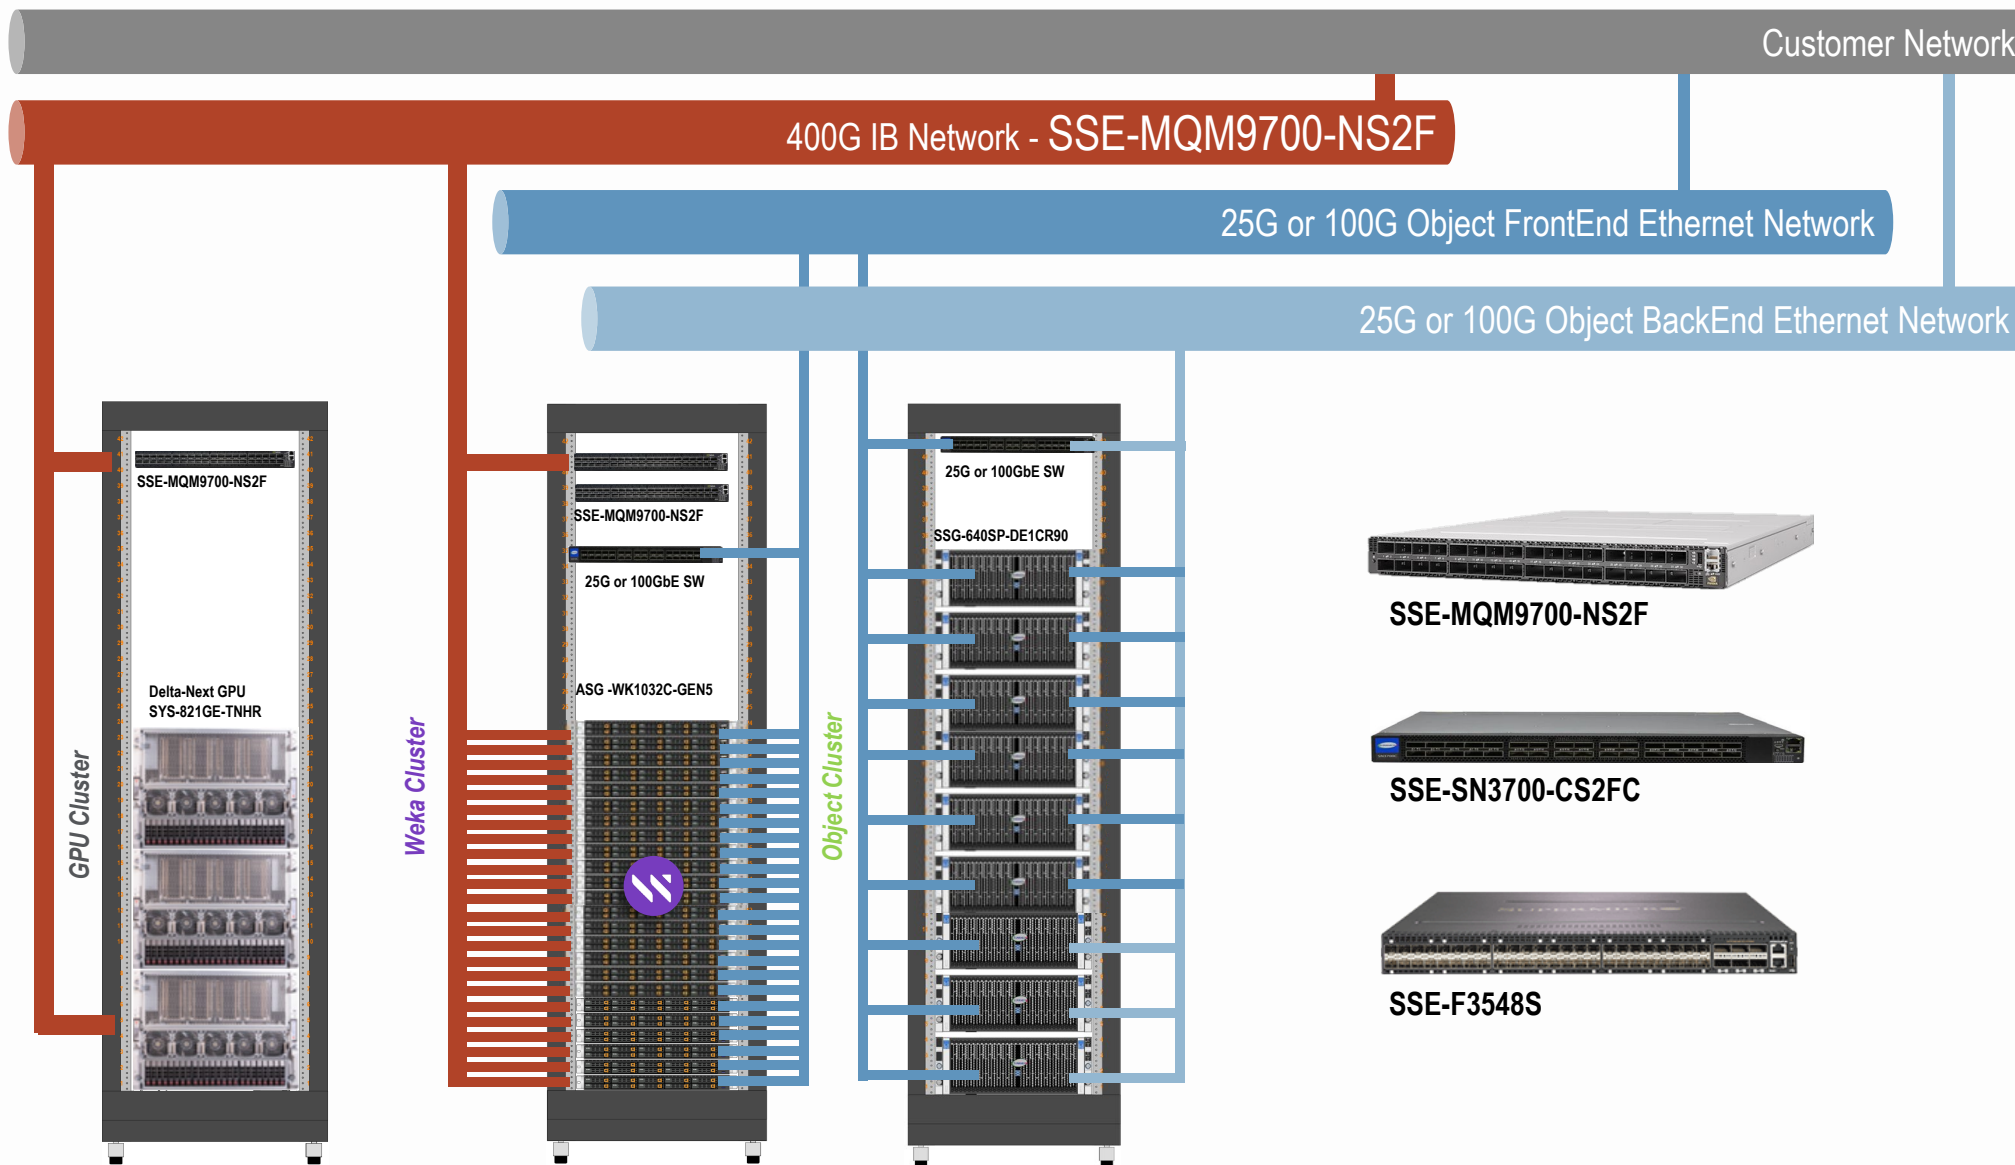 Customer Network
400G IB Network - SSE-MQM9700-NS2F
25G or 100G Object FrontEnd Ethernet Network
25G or 100G Object BackEnd Ethernet Network
GPU Cluster
SSE-MQM9700-NS2F
Delta-Next GPU
SYS-821GE-TNHR
Weka Cluster
SSE-MQM9700-NS2F
25G or 100GbE SW
ASG -WK1032C-GEN5
Object Cluster
25G or 100GbE SW
SSG-640SP-DE1CR90
SSE-MQM9700-NS2F
SSE-SN3700-CS2FC
SUPERMICRO
SSE-F3548S